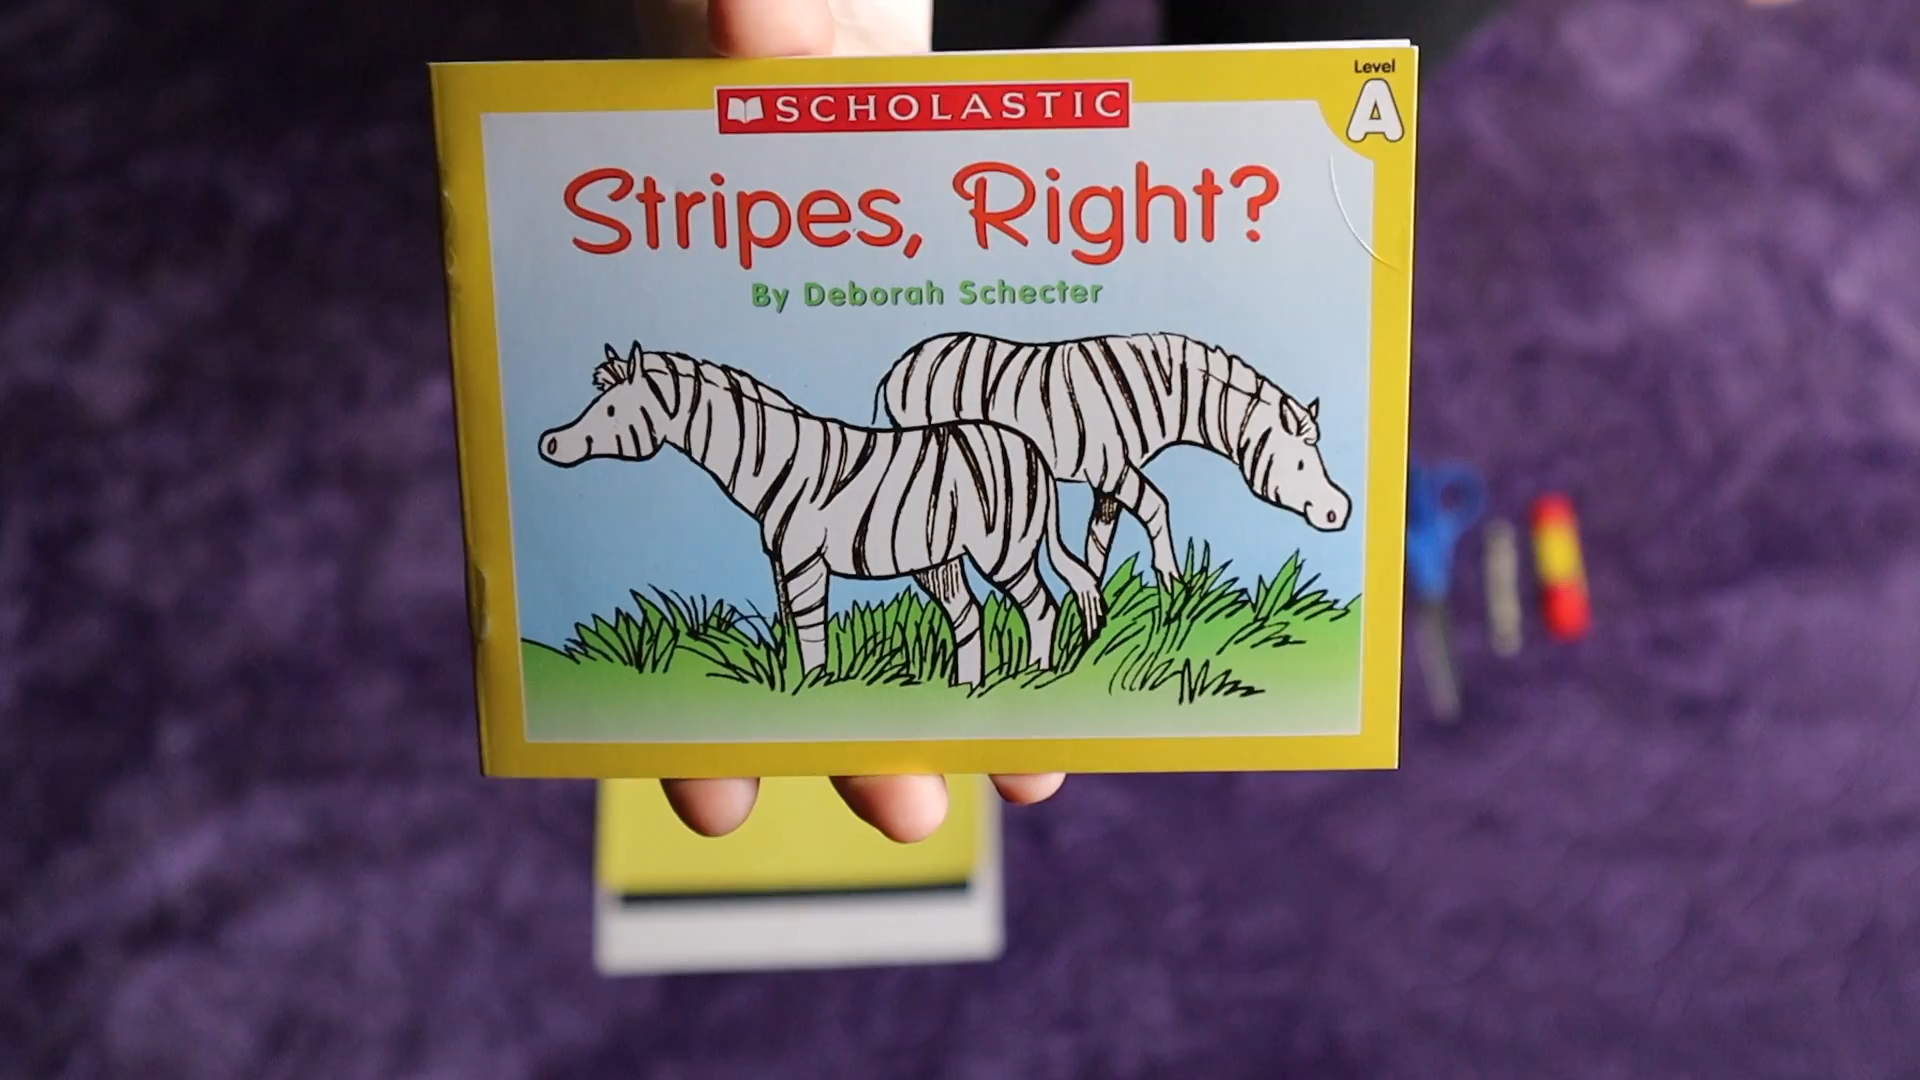 SCHOLASTIC
Level
A
Stripes, Right?
By Deborah Schecter